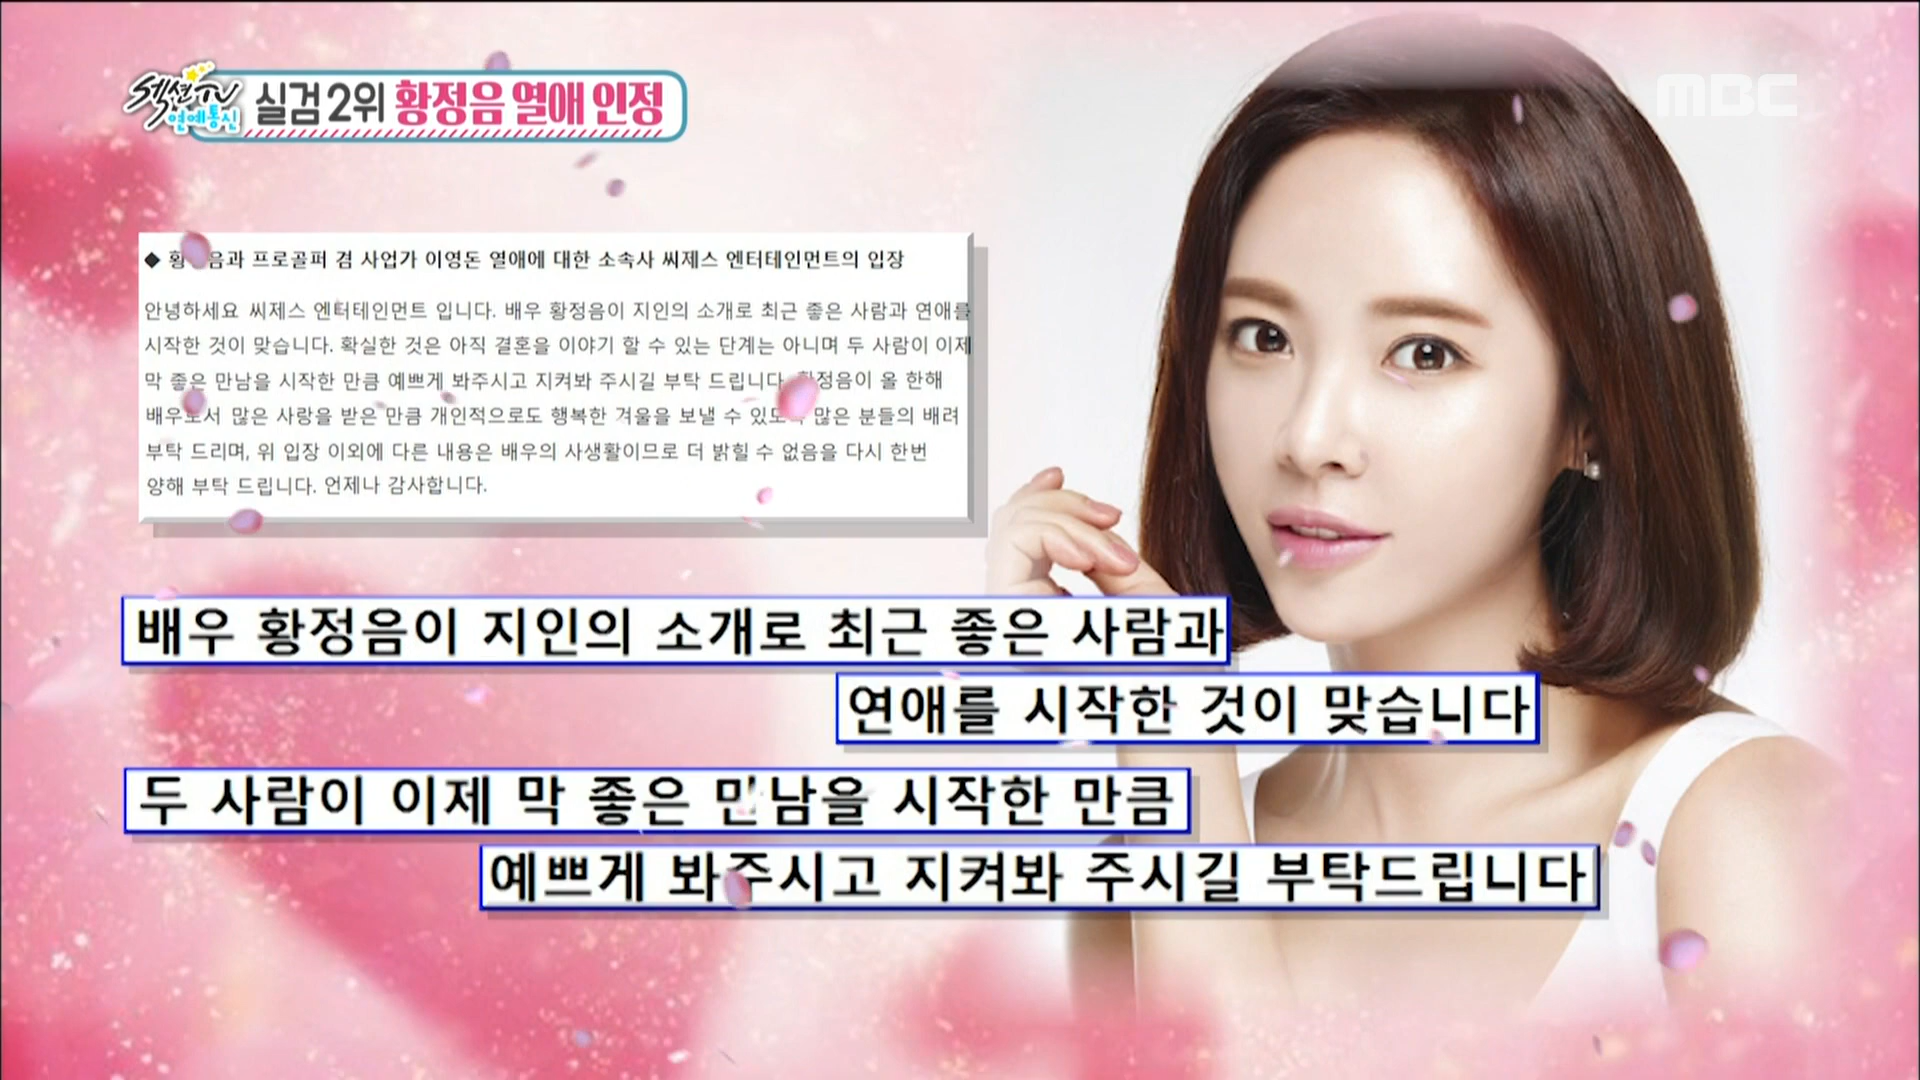 섹션TV 연예통신
실검 2위 황정음 열애 인정
MBC
◆ 황정음과 프로골퍼 겸 사업가 이영돈 열애에 대한 소속사 씨제스 엔터테인먼트의 입장
안녕하세요 씨제스 엔터테인먼트 입니다. 배우 황정음이 지인의 소개로 최근 좋은 사람과 연애를
시작한 것이 맞습니다. 확실한 것은 아직 결혼을 이야기 할 수 있는 단계는 아니며 두 사람이 이제
막 좋은 만남을 시작한 만큼 예쁘게 봐주시고 지켜봐 주시길 부탁 드립니다. 황정음이 올 한해
배우로서 많은 사랑을 받은 만큼 개인적으로도 행복한 겨울을 보낼 수 있도록 많은 분들의 배려
부탁 드리며, 위 입장 이외에 다른 내용은 배우의 사생활이므로 더 밝힐 수 없음을 다시 한번
양해 부탁 드립니다. 언제나 감사합니다.
배우 황정음이 지인의 소개로 최근 좋은 사람과
연애를 시작한 것이 맞습니다
두 사람이 이제 막 좋은 만남을 시작한 만큼
예쁘게 봐주시고 지켜봐 주시길 부탁드립니다